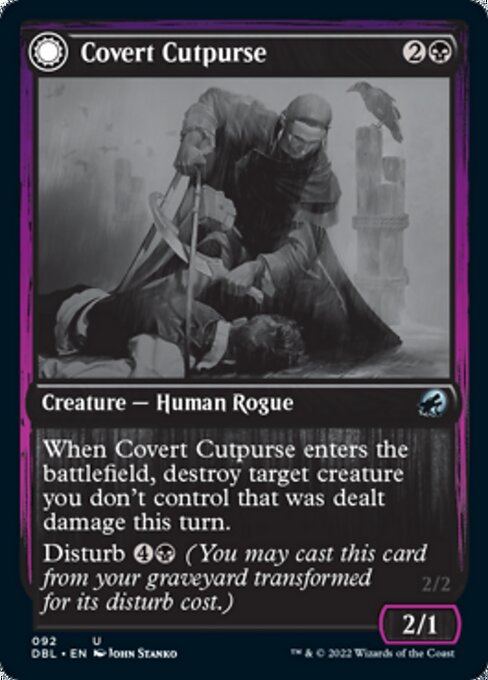 Covert Cutpurse 2
Creature — Human Rogue
When Covert Cutpurse enters the
battlefield, destroy target creature
you don't control that was dealt
damage this turn.
Disturb 4 (You may cast this card
from your graveyard transformed
for its disturb cost.)
2/2
2/1
092 U
DBL • EN John Stanko
™ & © 2022 Wizards of the Coast